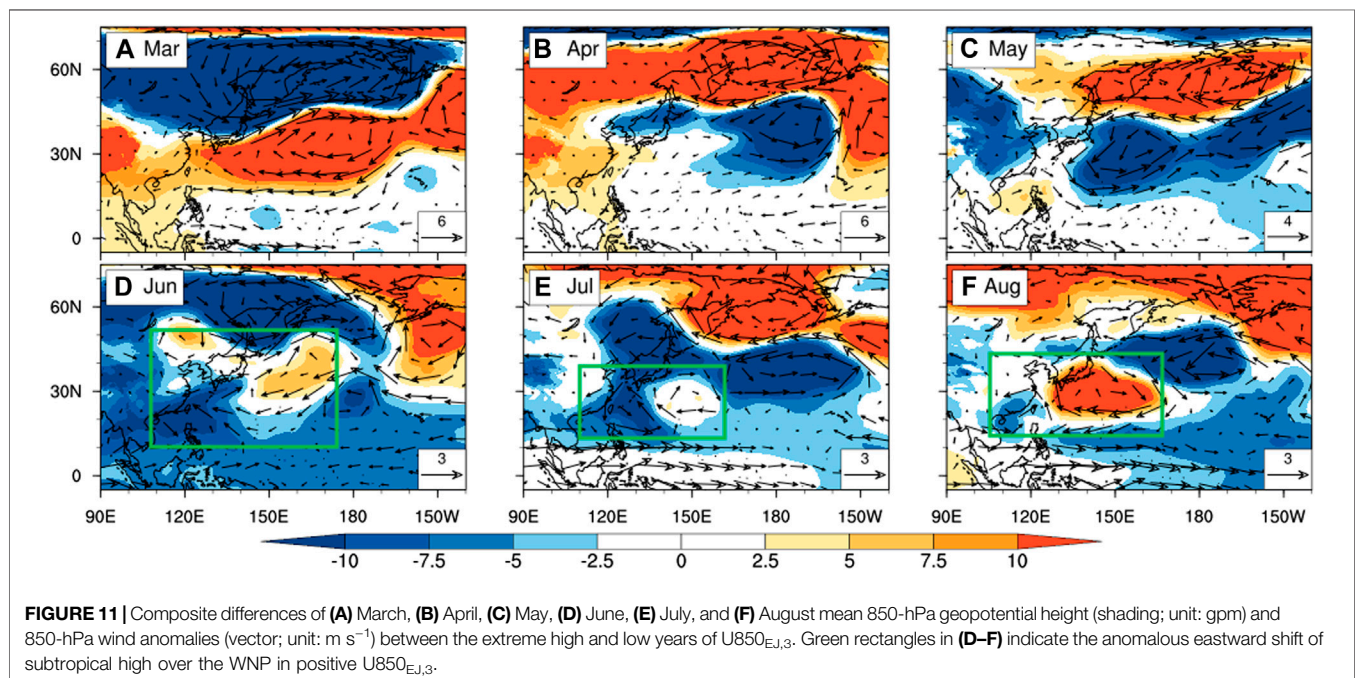 A Mar
B Apr
C May
60N
30N
0
6
6
4
D Jun
E Jul
F Aug
60N
30N
0
3
3
3
90E 120E 150E 180 150W 90E 120E 150E 180 150W 90E 120E 150E 180 150W
-10 -7.5 -5 -2.5 0 2.5 5 7.5 10
FIGURE 11 | Composite differences of (A) March, (B) April, (C) May, (D) June, (E) July, and (F) August mean 850-hPa geopotential height (shading; unit: gpm) and
850-hPa wind anomalies (vector; unit: m s⁻¹) between the extreme high and low years of U850EJ,3. Green rectangles in (D–F) indicate the anomalous eastward shift of
subtropical high over the WNP in positive U850EJ,3.